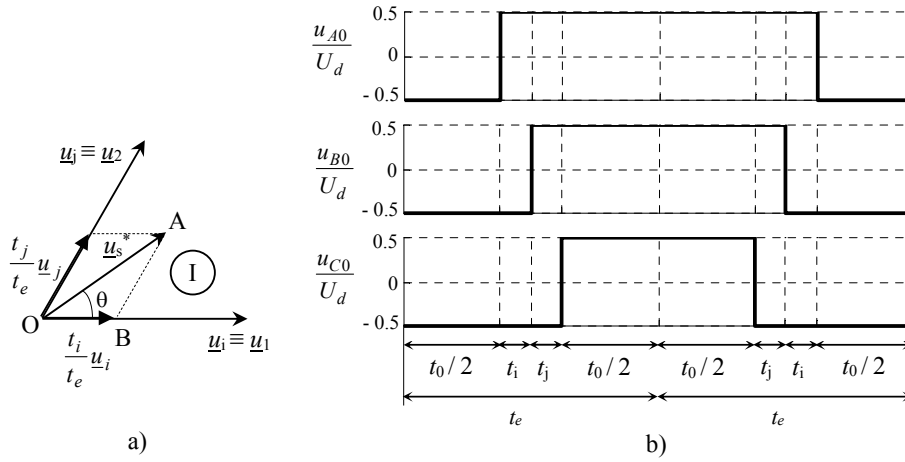 u_j ≡ u_2
A
t_j / t_e u_j
u_s*
I
θ
O
B
t_i / t_e u_i
u_i ≡ u_1
a)
u_A0 / U_d
0.5
0
- 0.5
u_B0 / U_d
0.5
0
- 0.5
u_C0 / U_d
0.5
0
- 0.5
t_0 / 2 t_i t_j t_0 / 2 t_0 / 2 t_j t_i t_0 / 2
t_e t_e
b)